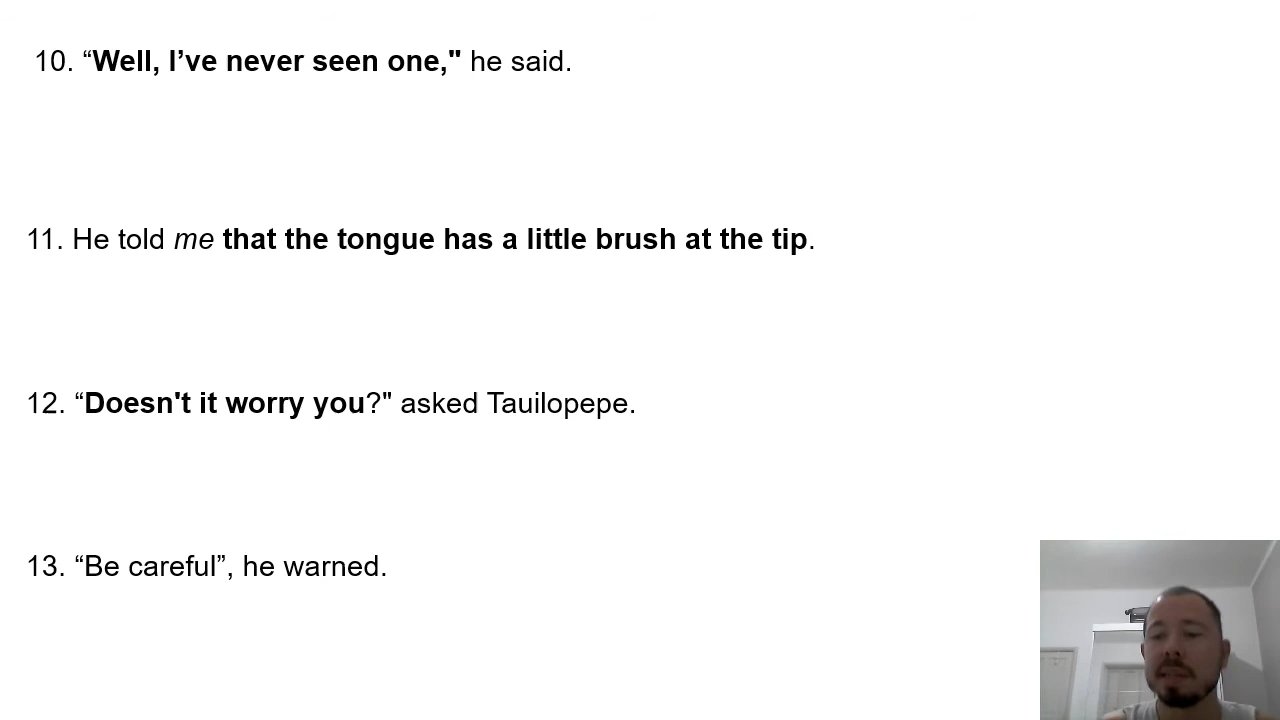 10. “Well, I’ve never seen one," he said.
11. He told me that the tongue has a little brush at the tip.
12. “Doesn't it worry you?" asked Tauilopepe.
13. “Be careful”, he warned.